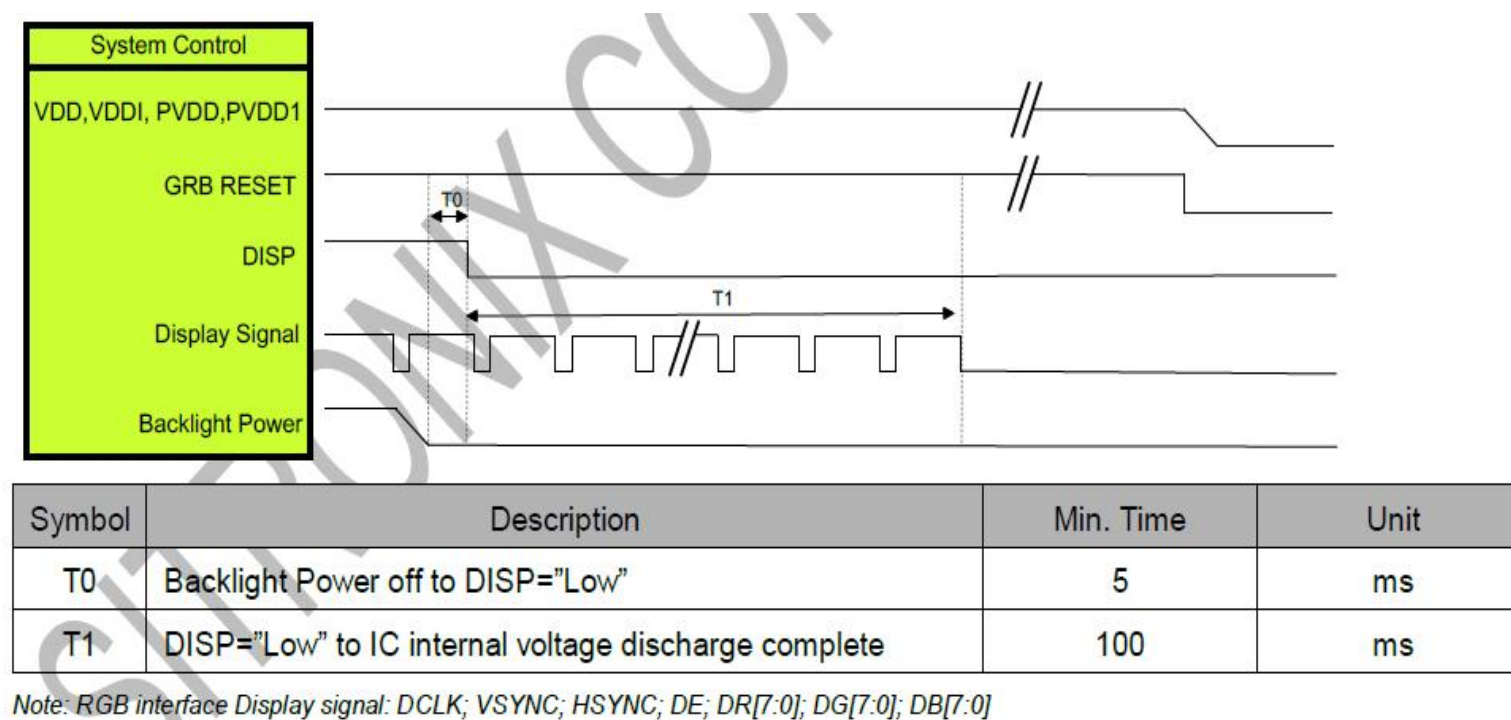 System Control
VDD,VDDI, PVDD,PVDD1
GRB RESET
T0
DISP
T1
Display Signal
Backlight Power
Symbol Description Min. Time Unit
T0 Backlight Power off to DISP="Low" 5 ms
T1 DISP="Low" to IC internal voltage discharge complete 100 ms
Note: RGB interface Display signal: DCLK; VSYNC; HSYNC; DE; DR[7:0]; DG[7:0]; DB[7:0]
SITRONIX CO